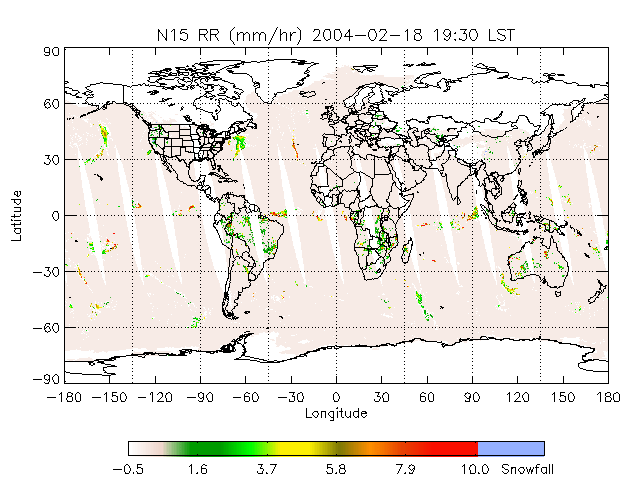 N15 RR (mm/hr) 2004-02-18 19:30 LST
90
60
30
0
-30
-60
-90
Latitude
-180 -150 -120 -90 -60 -30 0 30 60 90 120 150 180
Longitude
-0.5 1.6 3.7 5.8 7.9 10.0 Snowfall